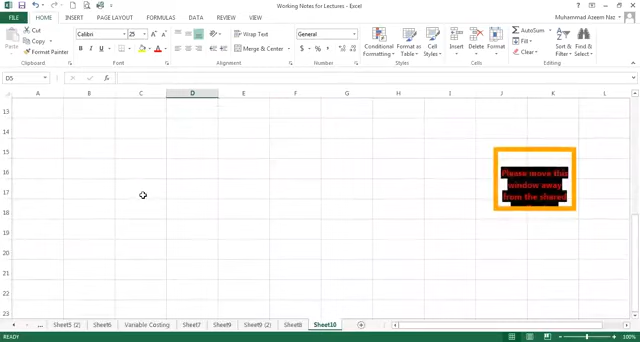 Working Notes for Lectures - Excel
FILE HOME INSERT PAGE LAYOUT FORMULAS DATA REVIEW VIEW Muhammad Azeem Naz
Paste
Cut
Copy
Format Painter
Calibri 25
B I U
Wrap Text
Merge & Center
General
$ % ,
Conditional Formatting
Format as Table
Cell Styles
Insert
Delete
Format
AutoSum
Fill
Clear
Sort & Filter
Find & Select
Clipboard Font Alignment Number Styles Cells Editing
D5 fx
A B C D E F G H I J K L
13
14
15
16
17
18
19
20
21
22
23
Please move this
window away
from the shared
... Sheet5 (2) Sheet6 Variable Costing Sheet7 Sheet9 Sheet9 (2) Sheet8 Sheet10
READY 100%